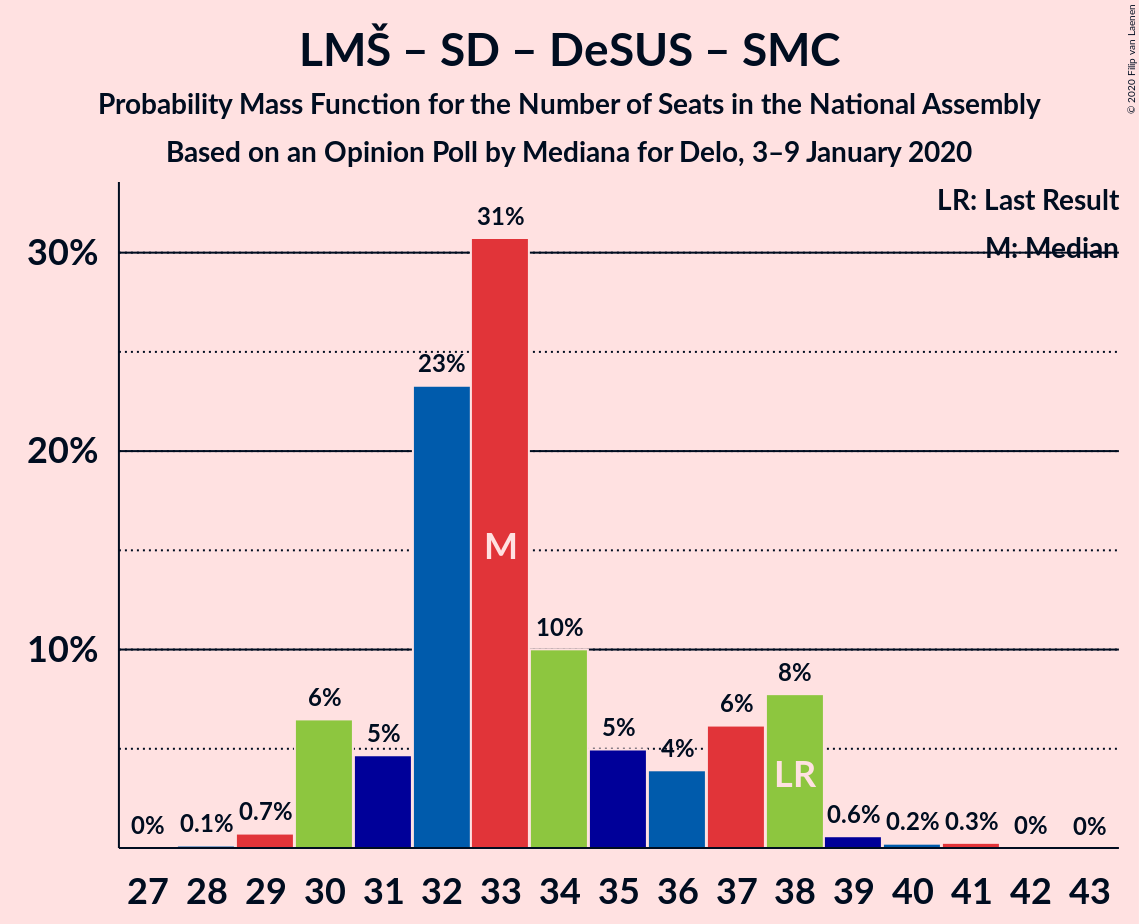 LMŠ – SD – DeSUS – SMC
Probability Mass Function for the Number of Seats in the National Assembly
Based on an Opinion Poll by Mediana for Delo, 3–9 January 2020
© 2020 Filip van Laenen
LR: Last Result
M: Median
30%
20%
10%
0% 0.1% 0.7% 6% 5% 23% 31% 10% 5% 4% 6% 8% 0.6% 0.2% 0.3% 0% 0%
M
LR
27 28 29 30 31 32 33 34 35 36 37 38 39 40 41 42 43